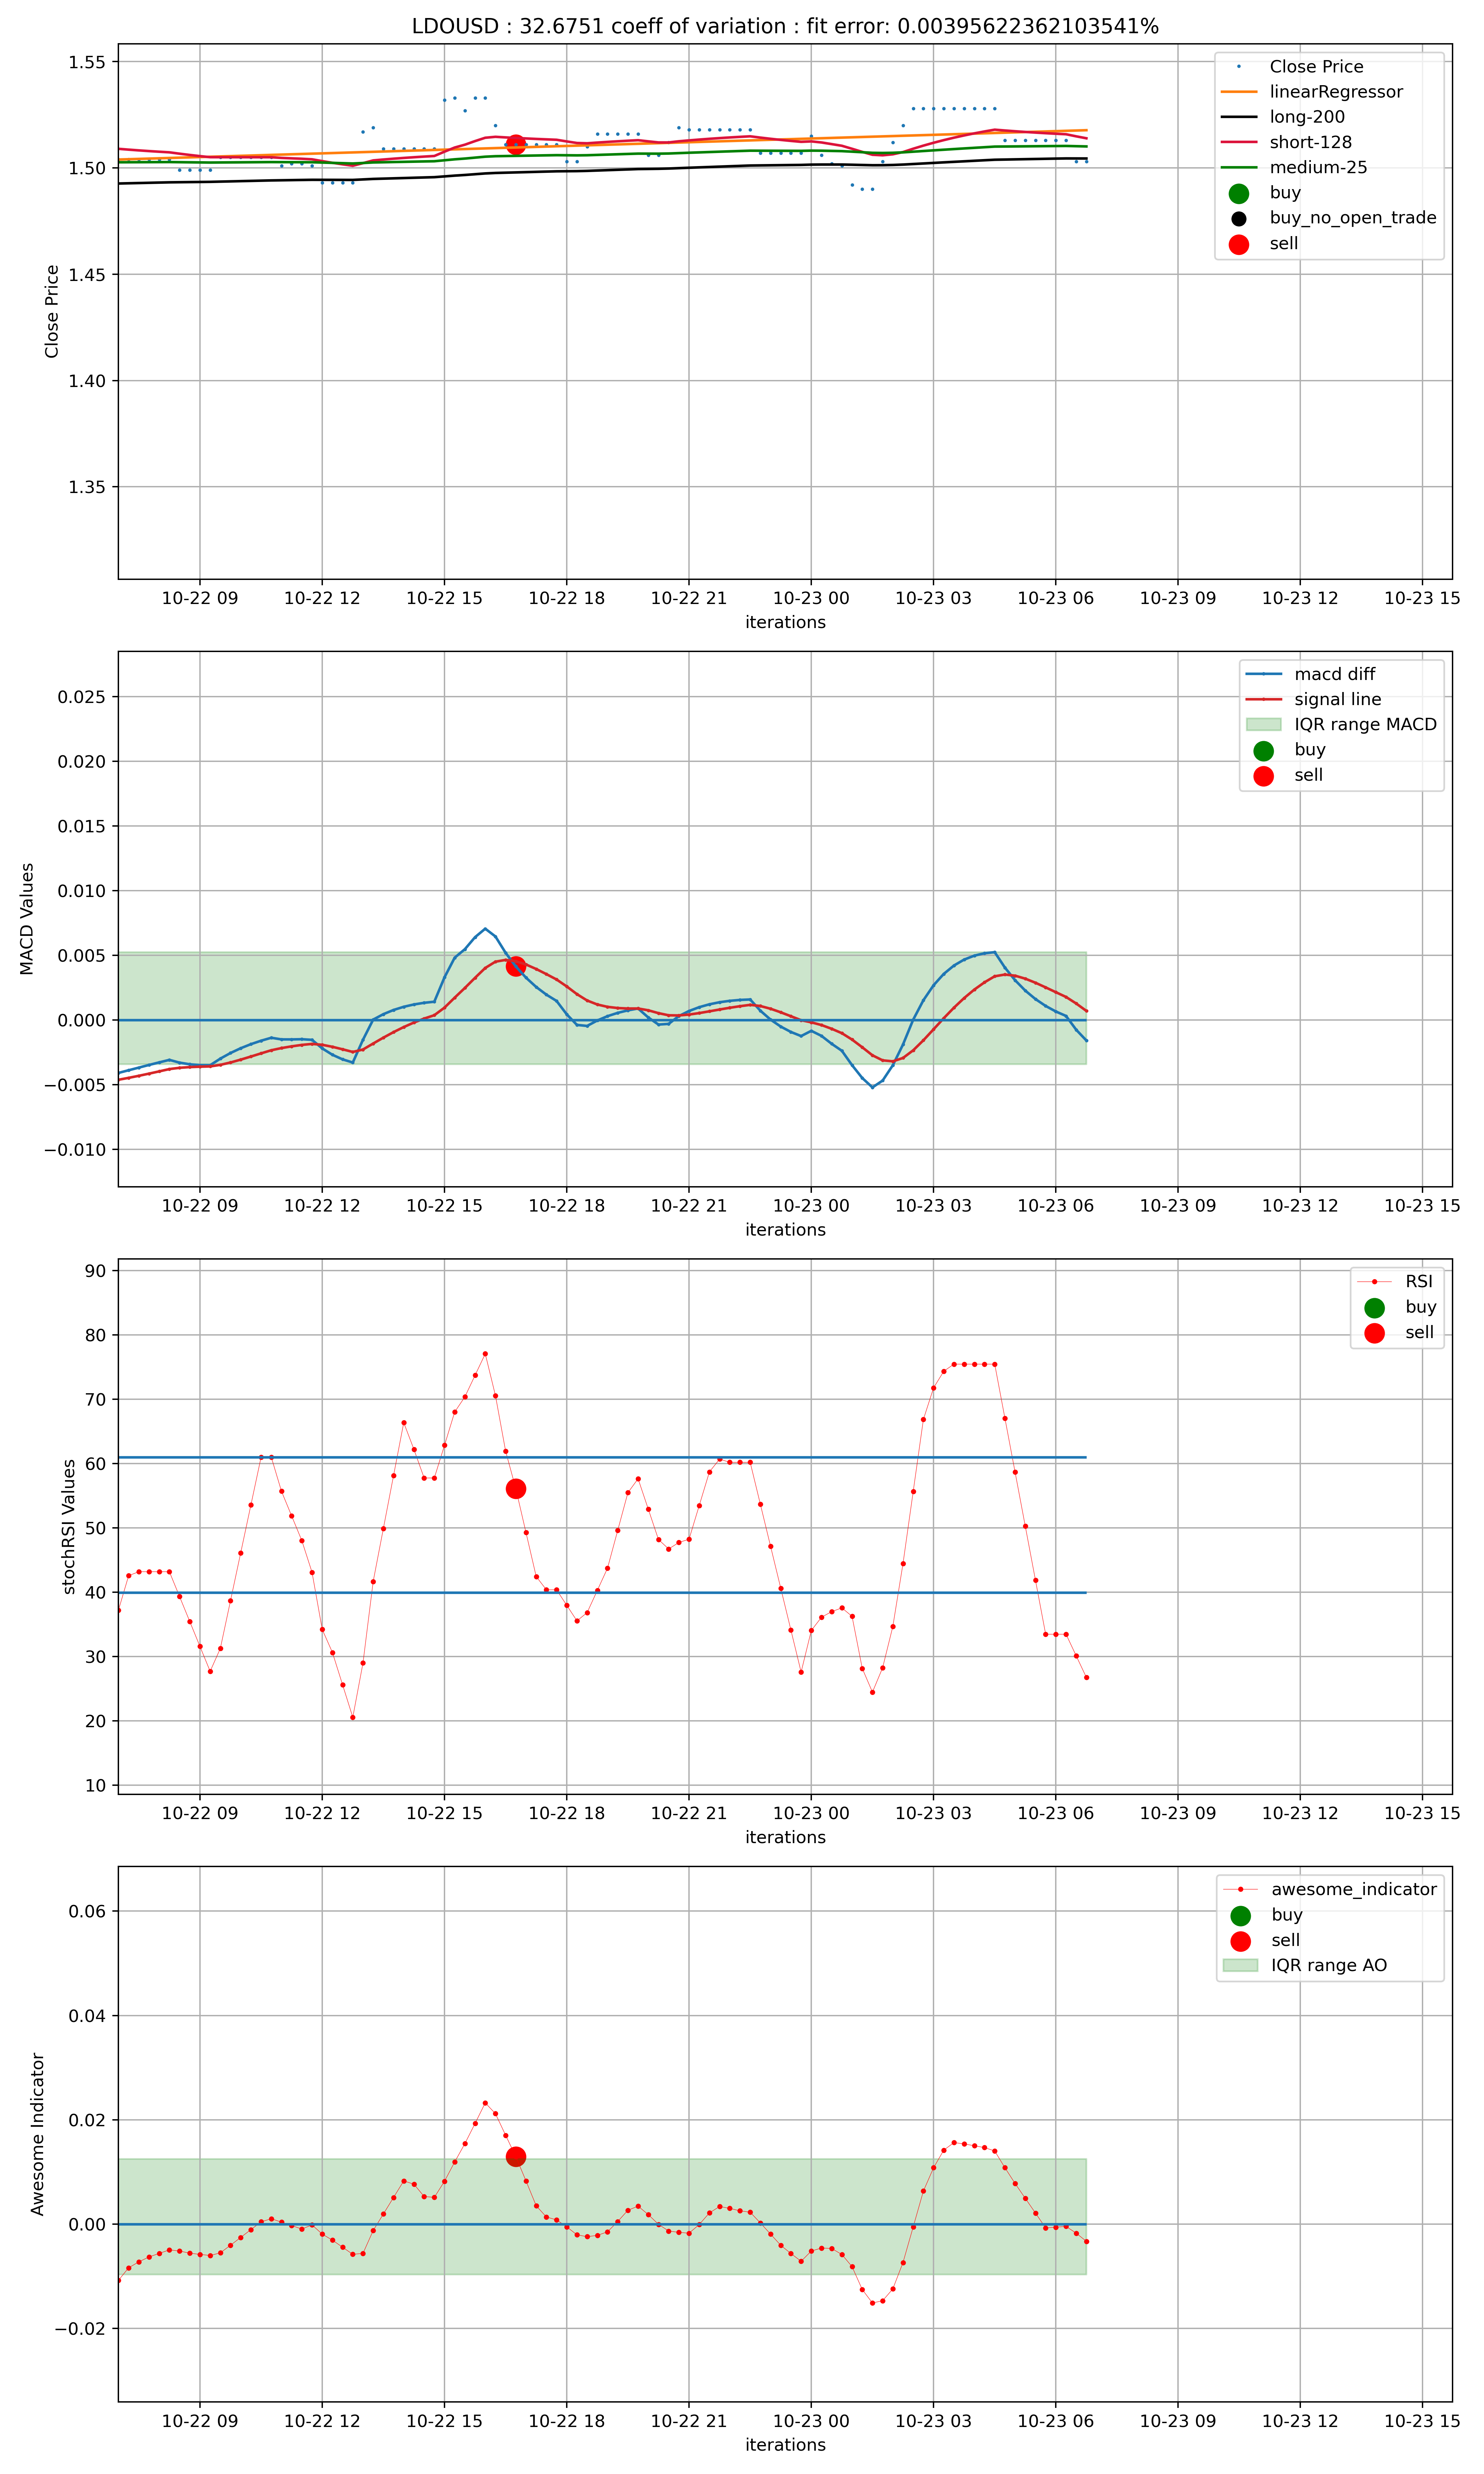 LDOUSD : 32.6751 coeff of variation : fit error: 0.00395622362103541%
Close Price
1.55
1.50
1.45
1.40
1.35
Close Price
linearRegressor
long-200
short-128
medium-25
buy
buy_no_open_trade
sell
10-22 09 10-22 12 10-22 15 10-22 18 10-22 21 10-23 00 10-23 03 10-23 06 10-23 09 10-23 12 10-23 15
iterations
MACD Values
0.025
0.020
0.015
0.010
0.005
0.000
−0.005
−0.010
macd diff
signal line
IQR range MACD
buy
sell
10-22 09 10-22 12 10-22 15 10-22 18 10-22 21 10-23 00 10-23 03 10-23 06 10-23 09 10-23 12 10-23 15
iterations
stochRSI Values
90
80
70
60
50
40
30
20
10
RSI
buy
sell
10-22 09 10-22 12 10-22 15 10-22 18 10-22 21 10-23 00 10-23 03 10-23 06 10-23 09 10-23 12 10-23 15
iterations
Awesome Indicator
0.06
0.04
0.02
0.00
−0.02
awesome_indicator
buy
sell
IQR range AO
10-22 09 10-22 12 10-22 15 10-22 18 10-22 21 10-23 00 10-23 03 10-23 06 10-23 09 10-23 12 10-23 15
iterations